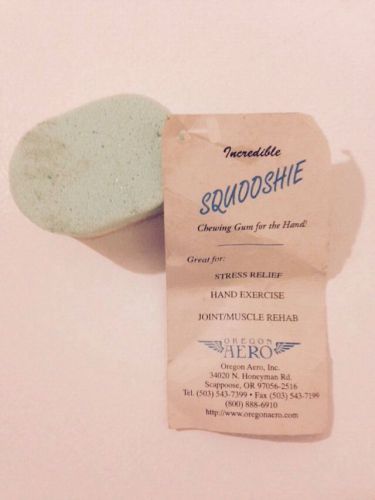 Incredible
SQUOOSHIE
Chewing Gum for the Hand!
Great for:
STRESS RELIEF
HAND EXERCISE
JOINT/MUSCLE REHAB
OREGON
AERO
Oregon Aero, Inc.
34020 N. Honeyman Rd.
Scappoose, OR 97056-2516
Tel. (503) 543-7399 • Fax (503) 543-7199
(800) 888-6910
http://www.oregonaero.com